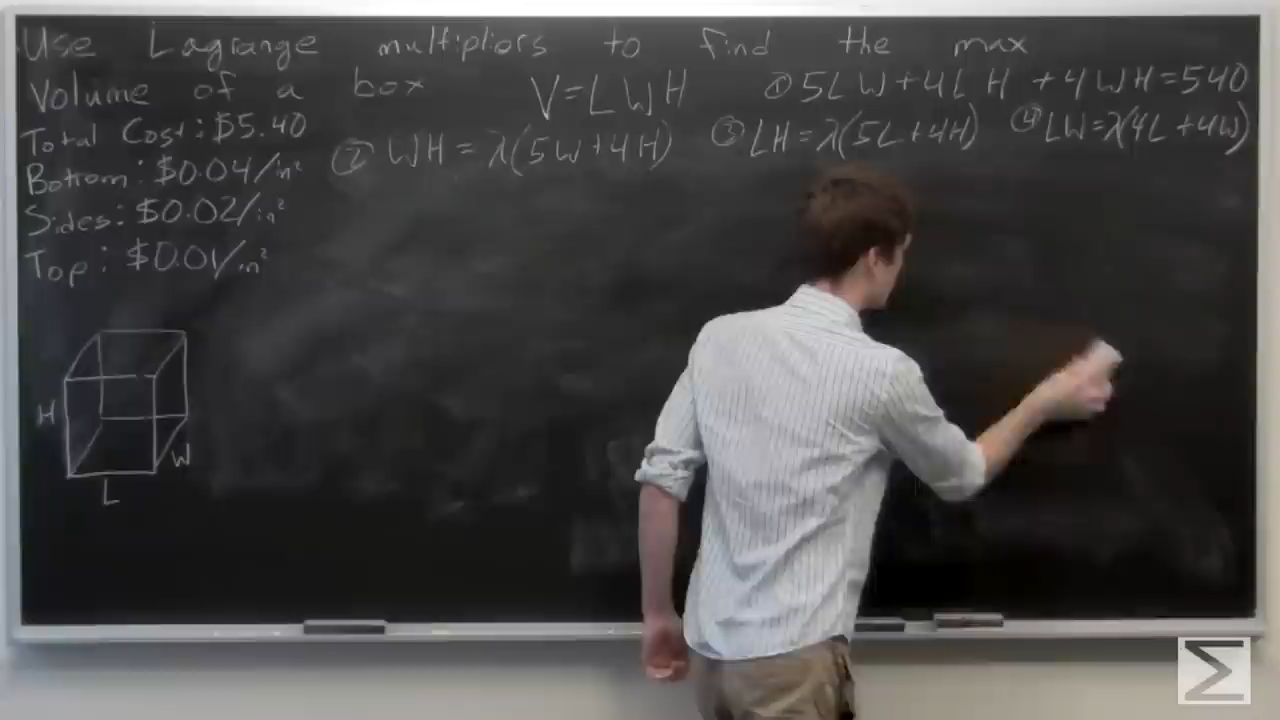 Use Lagrange multipliors to find the max
Volume of a box V=LWH ① 5LW+4LH+4WH=540
Total Cost: $5.40
Bottom: $0.04/in²
Sides: $0.02/in²
Top: $0.01/in²
② WH=λ(5W+4H) ③ LH=λ(5L+4H) ④ LW=λ(4L+4W)
H
W
L
Σ